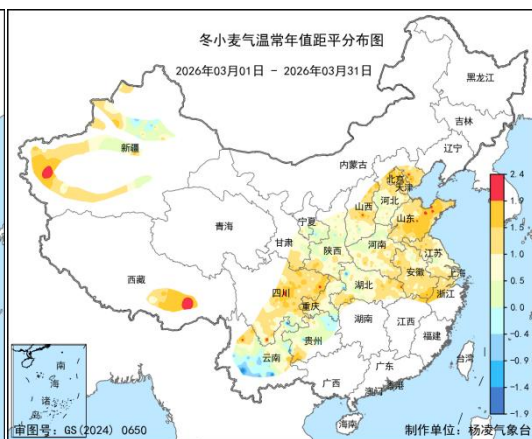 冬小麦气温常年值距平分布图
2026年03月01日 - 2026年03月31日
黑龙江
吉林
辽宁
内蒙古
新疆
北京
天津
河北
山西
山东
宁夏
青海
甘肃
陕西
河南
江苏
西藏
安徽
上海
四川
湖北
浙江
重庆
湖南
江西
贵州
福建
云南
台湾
广西
广东
澳门
香港
海南
南
海
诸
岛
2.4
1.9
1.5
1.0
0.5
0.0
-0.5
-1.0
-1.4
-1.9
审图号: GS(2024) 0650
制作单位: 杨凌气象台